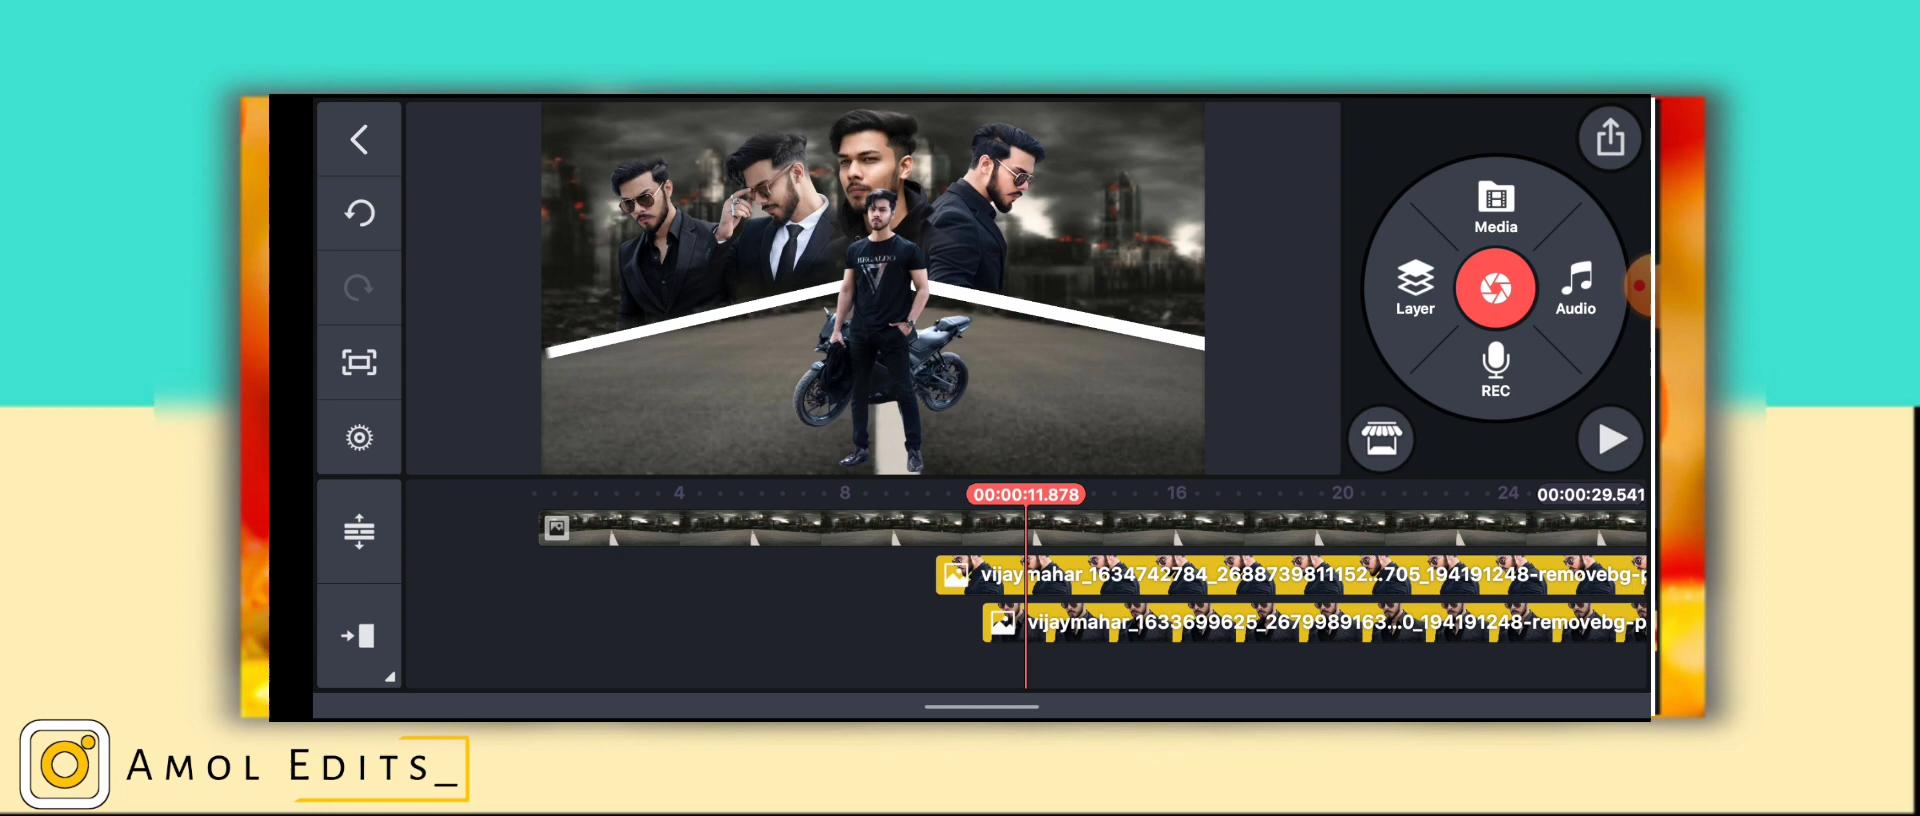 REGALDO
Media
Layer
Audio
REC
4
8
00:00:11.878
16
20
24
00:00:29.541
vijaymahar_1634742784_2688739811152...705_194191248-removebg-p
vijaymahar_1633699625_2679989163...0_194191248-removebg-p
AMOL EDITS_